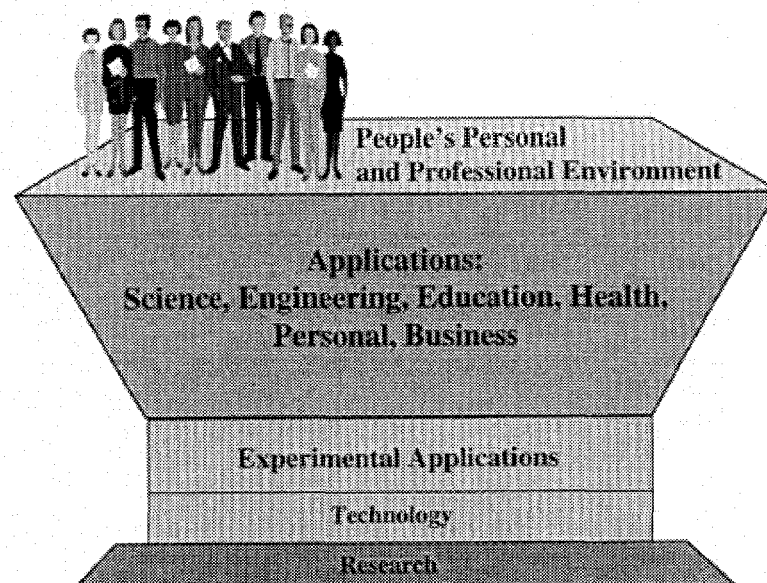 People's Personal
and Professional Environment
Applications:
Science, Engineering, Education, Health,
Personal, Business
Experimental Applications
Technology
Research